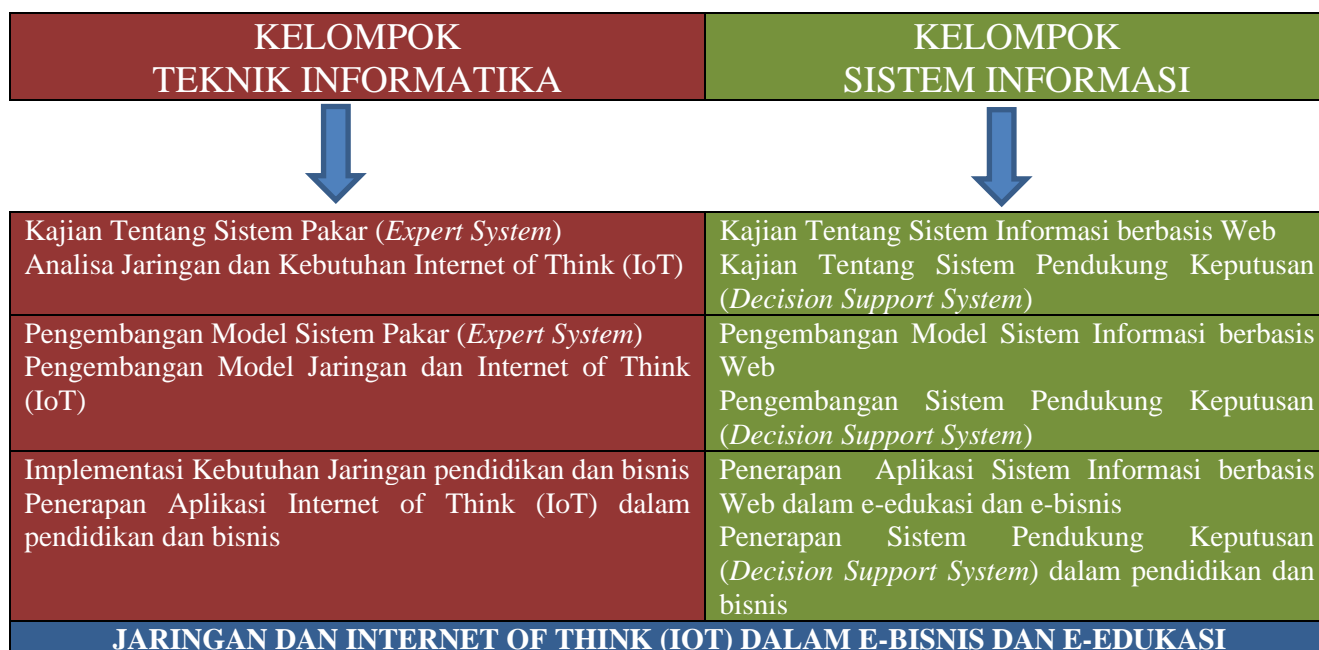 KELOMPOK
TEKNIK INFORMATIKA
KELOMPOK
SISTEM INFORMASI
Kajian Tentang Sistem Pakar (Expert System)
Analisa Jaringan dan Kebutuhan Internet of Think (IoT)
Kajian Tentang Sistem Informasi berbasis Web
Kajian Tentang Sistem Pendukung Keputusan
(Decision Support System)
Pengembangan Model Sistem Pakar (Expert System)
Pengembangan Model Jaringan dan Internet of Think
(IoT)
Pengembangan Model Sistem Informasi berbasis
Web
Pengembangan Sistem Pendukung Keputusan
(Decision Support System)
Implementasi Kebutuhan Jaringan pendidikan dan bisnis
Penerapan Aplikasi Internet of Think (IoT) dalam
pendidikan dan bisnis
Penerapan Aplikasi Sistem Informasi berbasis
Web dalam e-edukasi dan e-bisnis
Penerapan Sistem Pendukung Keputusan
(Decision Support System) dalam pendidikan dan
bisnis
JARINGAN DAN INTERNET OF THINK (IOT) DALAM E-BISNIS DAN E-EDUKASI